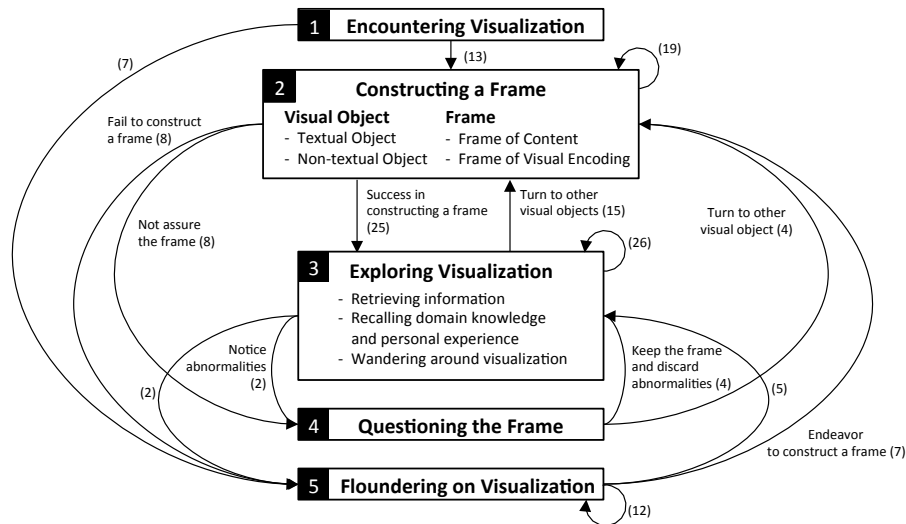 1 Encountering Visualization
(7)
(13)
(19)
2 Constructing a Frame
Visual Object
- Textual Object
- Non-textual Object
Frame
- Frame of Content
- Frame of Visual Encoding
Fail to construct
a frame (8)
Not assure
the frame (8)
Success in
constructing a frame
(25)
Turn to other
visual objects (15)
Turn to other
visual object (4)
(26)
3 Exploring Visualization
- Retrieving information
- Recalling domain knowledge
and personal experience
- Wandering around visualization
Notice
abnormalities
(2)
(2)
Keep the frame
and discard
abnormalities (4)
(5)
4 Questioning the Frame
Endeavor
to construct a frame (7)
5 Floundering on Visualization
(12)